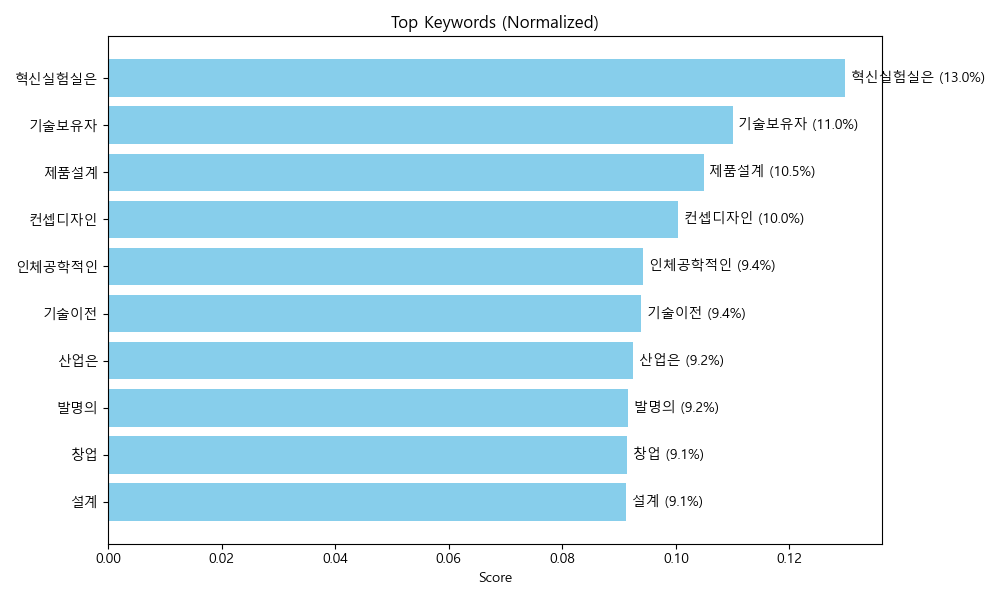 Top Keywords (Normalized)
혁신실험실은 혁신실험실은 (13.0%)
기술보유자 기술보유자 (11.0%)
제품설계 제품설계 (10.5%)
컨셉디자인 컨셉디자인 (10.0%)
인체공학적인 인체공학적인 (9.4%)
기술이전 기술이전 (9.4%)
산업은 산업은 (9.2%)
발명의 발명의 (9.2%)
창업 창업 (9.1%)
설계 설계 (9.1%)
0.00 0.02 0.04 0.06 0.08 0.10 0.12
Score